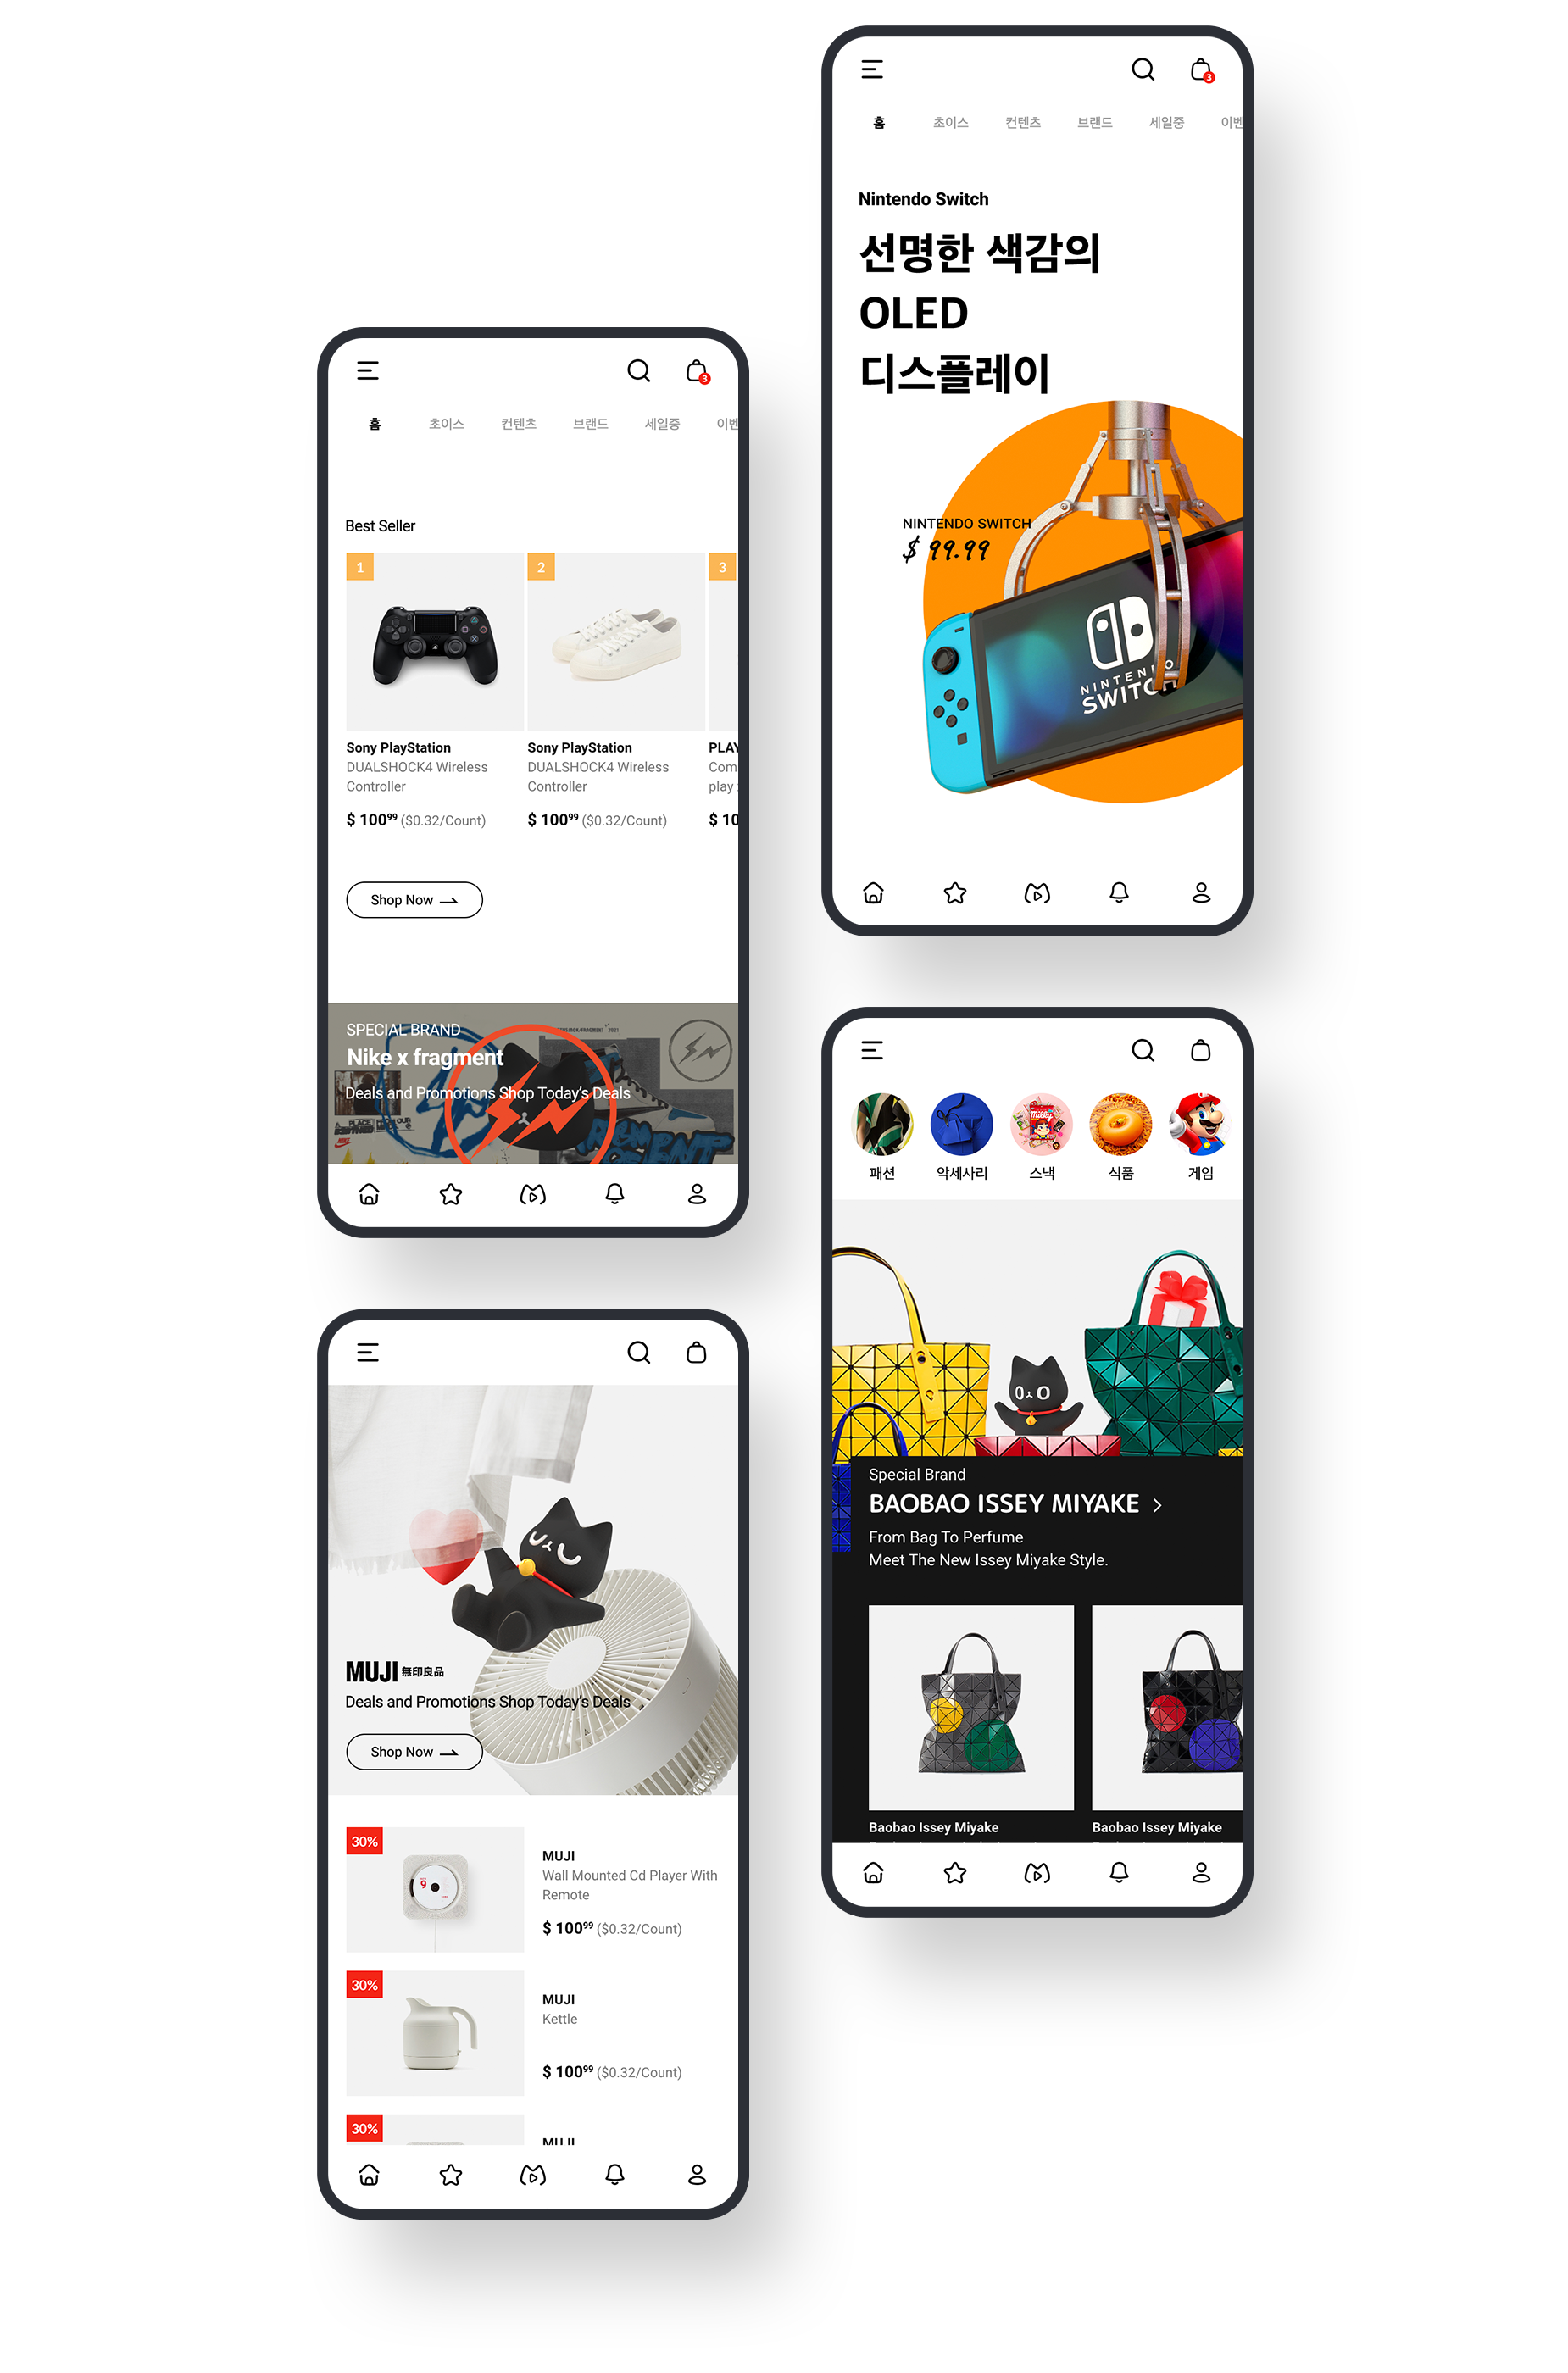 3
홈 초이스 컨텐츠 브랜드 세일중 이벤
Nintendo Switch
선명한 색감의
OLED
디스플레이
NINTENDO SWITCH
$ 99.99
NINTENDO
SWITCH
3
홈 초이스 컨텐츠 브랜드 세일중 이벤
Best Seller
1 2 3
Sony PlayStation Sony PlayStation PLAY
DUALSHOCK4 Wireless DUALSHOCK4 Wireless Com
Controller Controller play
$ 100⁹⁹ ($0.32/Count) $ 100⁹⁹ ($0.32/Count) $ 10
Shop Now
SPECIAL BRAND
Nike x fragment
Deals and Promotions Shop Today's Deals
패션 악세사리 스낵 식품 게임
Special Brand
BAOBAO ISSEY MIYAKE
From Bag To Perfume
Meet The New Issey Miyake Style.
Baobao Issey Miyake Baobao Issey Miyake
MUJI 無印良品
Deals and Promotions Shop Today's Deals
Shop Now
30%
MUJI
Wall Mounted Cd Player With
Remote
$ 100⁹⁹ ($0.32/Count)
30%
MUJI
Kettle
$ 100⁹⁹ ($0.32/Count)
30%
MUJI